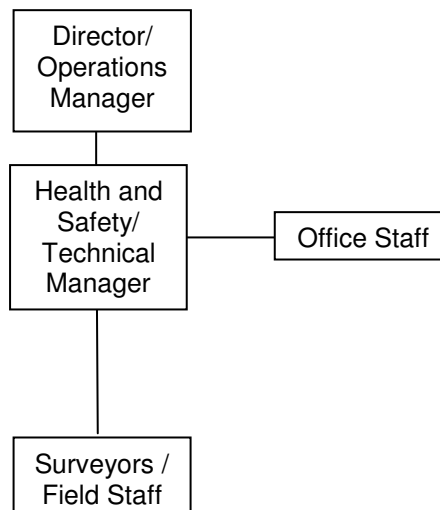 Director/
Operations
Manager
Health and
Safety/
Technical
Manager
Office Staff
Surveyors /
Field Staff